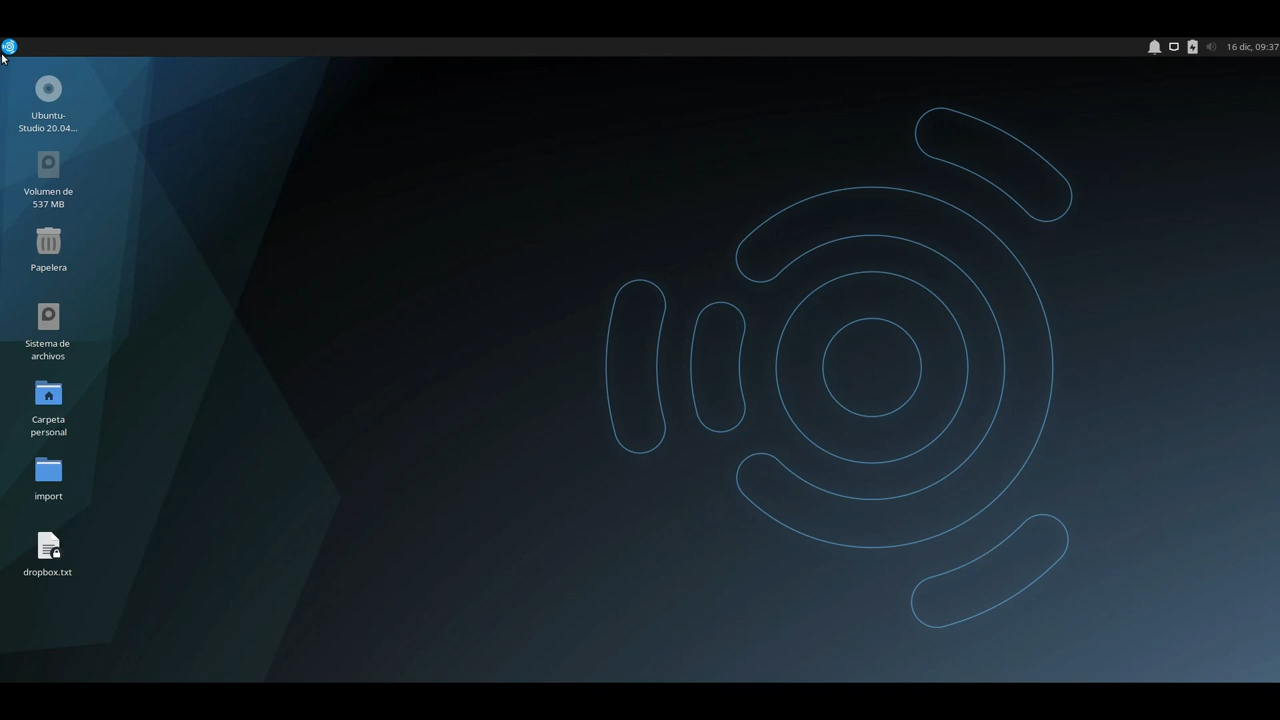 16 dic, 09:37
Ubuntu-
Studio 20.04...
Volumen de
537 MB
Papelera
Sistema de
archivos
Carpeta
personal
import
dropbox.txt